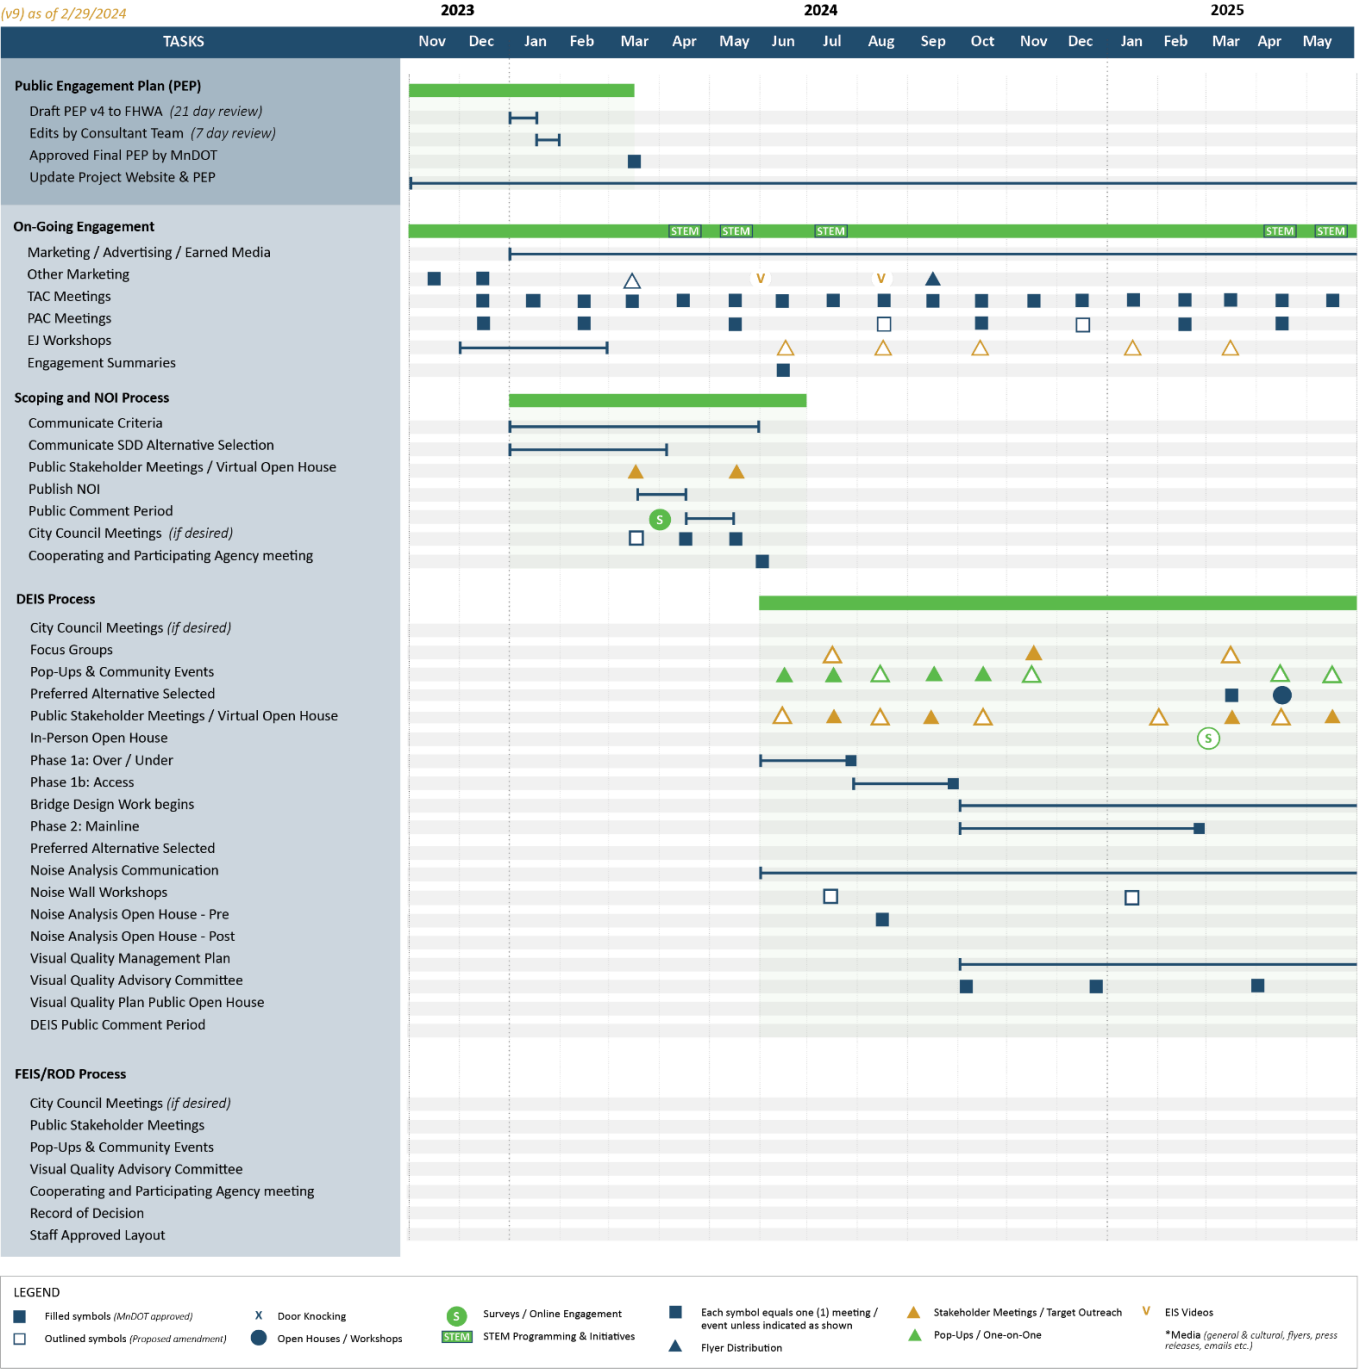 (v9) as of 2/29/2024
2023 2024 2025
TASKS Nov Dec Jan Feb Mar Apr May Jun Jul Aug Sep Oct Nov Dec Jan Feb Mar Apr May
Public Engagement Plan (PEP)
Draft PEP v4 to FHWA (21 day review)
Edits by Consultant Team (7 day review)
Approved Final PEP by MnDOT
Update Project Website & PEP
On-Going Engagement STEM STEM STEM STEM STEM
Marketing / Advertising / Earned Media
Other Marketing V V
TAC Meetings
PAC Meetings
EJ Workshops
Engagement Summaries
Scoping and NOI Process
Communicate Criteria
Communicate SDD Alternative Selection
Public Stakeholder Meetings / Virtual Open House
Publish NOI
Public Comment Period S
City Council Meetings (if desired)
Cooperating and Participating Agency meeting
DEIS Process
City Council Meetings (if desired)
Focus Groups
Pop-Ups & Community Events
Preferred Alternative Selected
Public Stakeholder Meetings / Virtual Open House
In-Person Open House S
Phase 1a: Over / Under
Phase 1b: Access
Bridge Design Work begins
Phase 2: Mainline
Preferred Alternative Selected
Noise Analysis Communication
Noise Wall Workshops
Noise Analysis Open House - Pre
Noise Analysis Open House - Post
Visual Quality Management Plan
Visual Quality Advisory Committee
Visual Quality Plan Public Open House
DEIS Public Comment Period
FEIS/ROD Process
City Council Meetings (if desired)
Public Stakeholder Meetings
Pop-Ups & Community Events
Visual Quality Advisory Committee
Cooperating and Participating Agency meeting
Record of Decision
Staff Approved Layout
LEGEND
Filled symbols (MnDOT approved)
Outlined symbols (Proposed amendment)
X Door Knocking
Open Houses / Workshops
S Surveys / Online Engagement
STEM STEM Programming & Initiatives
Each symbol equals one (1) meeting /
event unless indicated as shown
Flyer Distribution
Stakeholder Meetings / Target Outreach
Pop-Ups / One-on-One
V EIS Videos
*Media (general & cultural, flyers, press
releases, emails etc.)